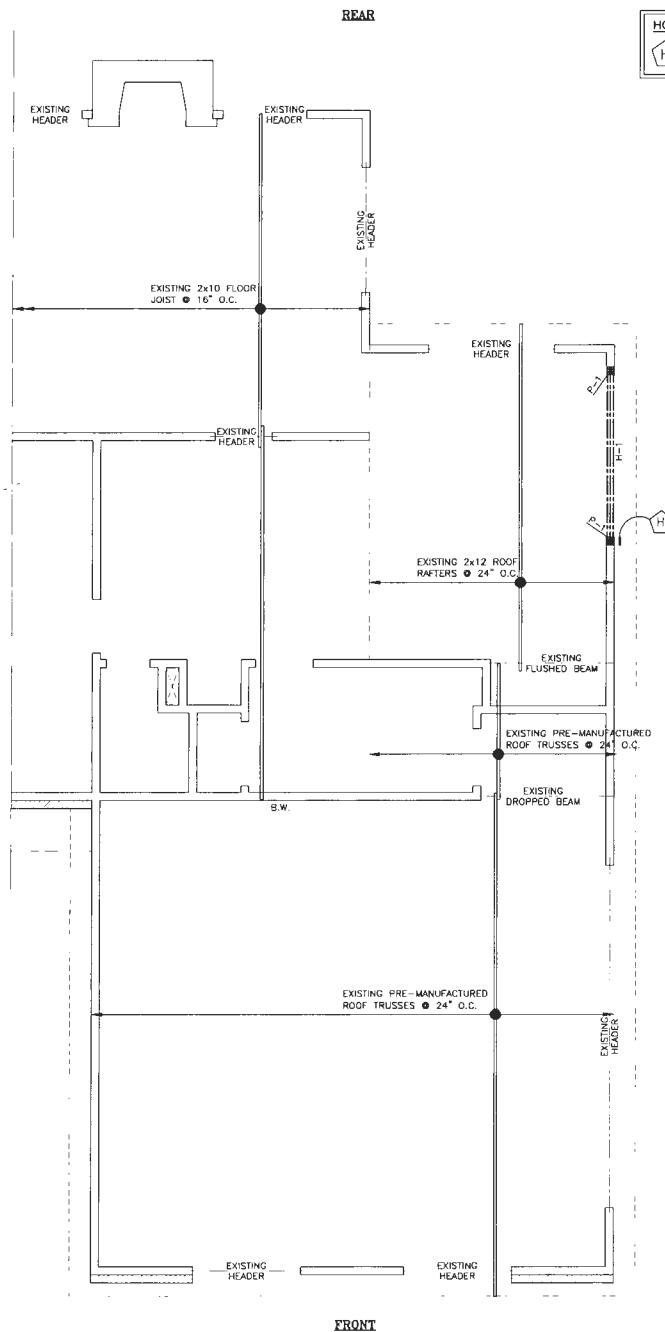 REAR
HO
H
EXISTING
HEADER
EXISTING
HEADER
EXISTING
HEADER
EXISTING 2x10 FLOOR
JOIST @ 16" O.C.
EXISTING
HEADER
P-1
H-1
EXISTING
HEADER
P-1
H
EXISTING 2x12 ROOF
RAFTERS @ 24" O.C.
EXISTING
FLUSHED BEAM
EXISTING PRE-MANUFACTURED
ROOF TRUSSES @ 24" O.C.
EXISTING
DROPPED BEAM
B.W.
EXISTING PRE-MANUFACTURED
ROOF TRUSSES @ 24" O.C.
EXISTING
HEADER
EXISTING
HEADER
EXISTING
HEADER
FRONT